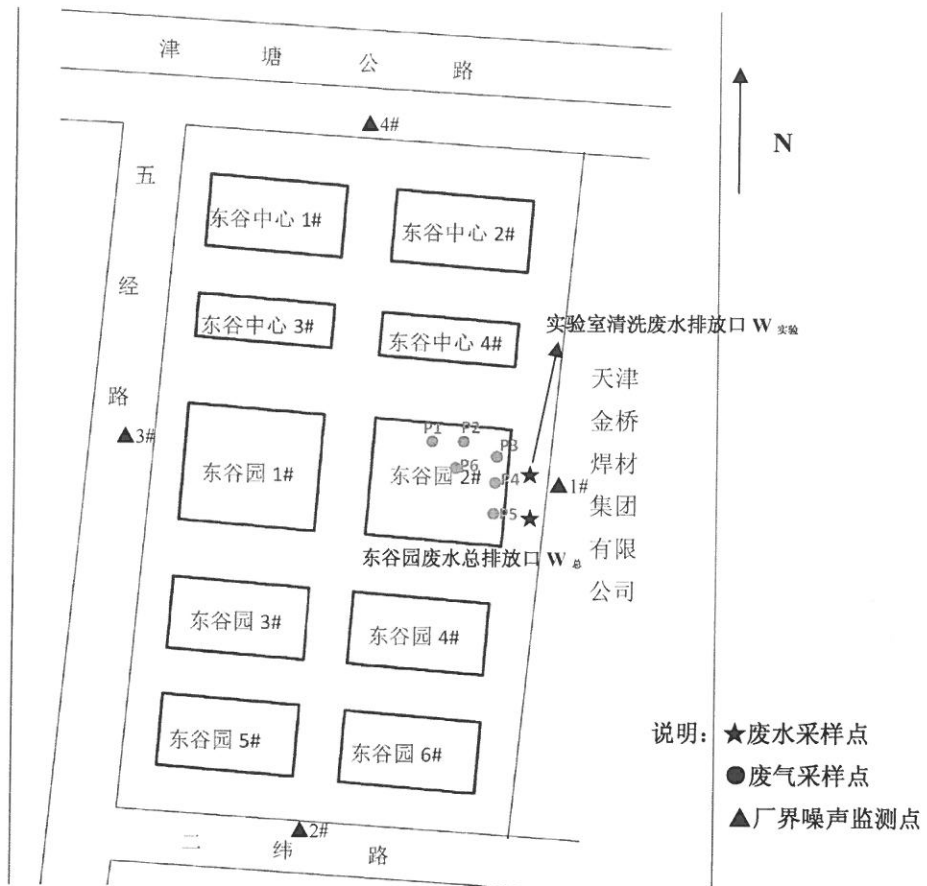 津塘公路
▲4#
N
五经路
东谷中心 1#
东谷中心 2#
东谷中心 3#
东谷中心 4#
实验室清洗废水排放口 W 实验
天津金桥焊材集团有限公司
▲3#
东谷园 1#
P1
P2
P3
P6
东谷园 2#
P4
▲1#
P5
东谷园废水总排放口 W 总
东谷园 3#
东谷园 4#
东谷园 5#
东谷园 6#
说明：★废水采样点
●废气采样点
▲厂界噪声监测点
▲2#
二纬路